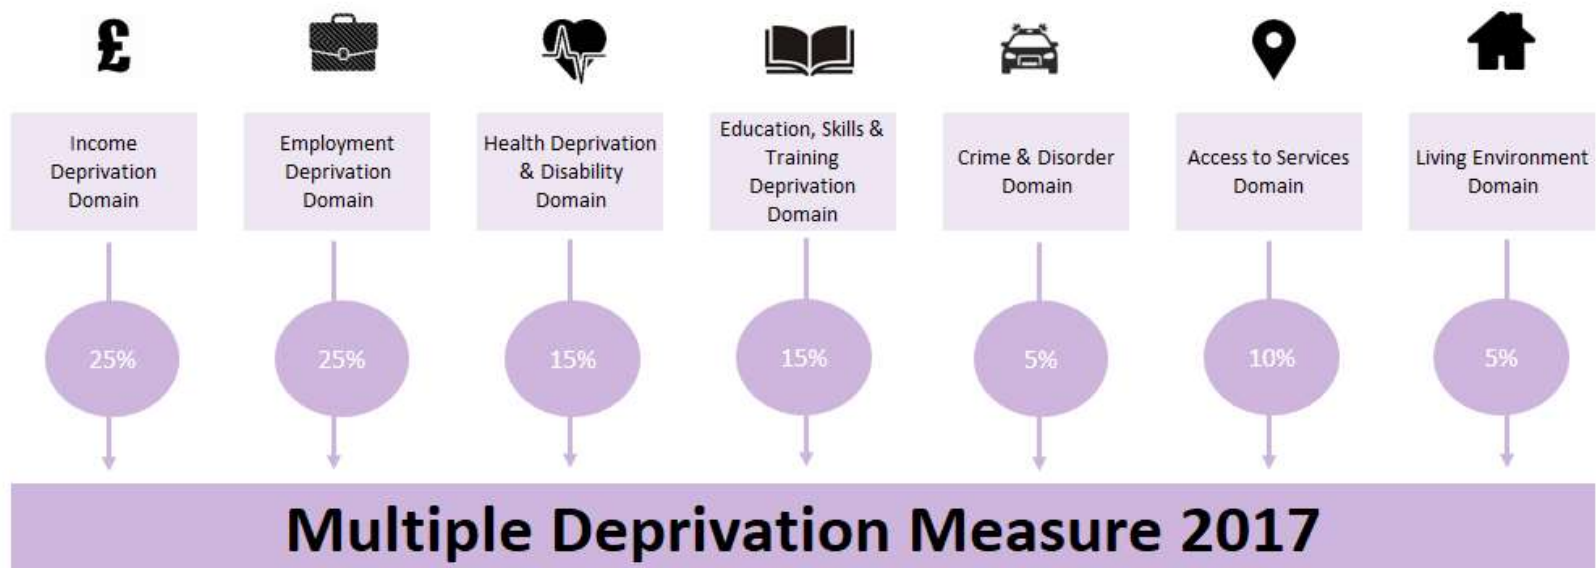 £
Income
Deprivation
Domain
Employment
Deprivation
Domain
Health Deprivation
& Disability
Domain
Education, Skills &
Training
Deprivation
Domain
Crime & Disorder
Domain
Access to Services
Domain
Living Environment
Domain
25%
25%
15%
15%
5%
10%
5%
Multiple Deprivation Measure 2017